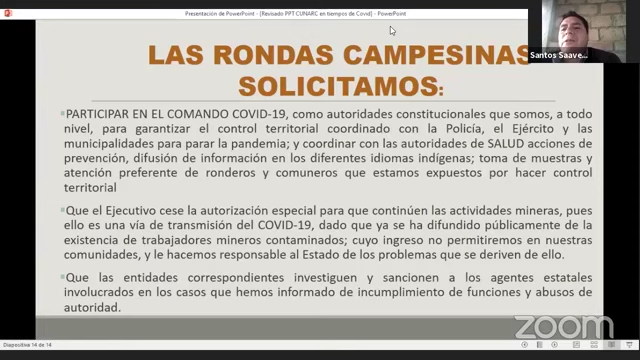 Presentación de PowerPoint - [Revisado PPT CUNARC en tiempos de Covid] - PowerPoint
Santos Saave...
LAS RONDAS CAMPESINAS
SOLICITAMOS:
PARTICIPAR EN EL COMANDO COVID-19, como autoridades constitucionales que somos, a todo
nivel, para garantizar el control territorial coordinado con la Policía, el Ejército y las
municipalidades para parar la pandemia; y coordinar con las autoridades de SALUD acciones de
prevención, difusión de información en los diferentes idiomas indígenas; toma de muestras y
atención preferente de ronderos y comuneros que estamos expuestos por hacer control
territorial
Que el Ejecutivo cese la autorización especial para que continúen las actividades mineras, pues
ello es una vía de transmisión del COVID-19, dado que ya se ha difundido públicamente de la
existencia de trabajadores mineros contaminados; cuyo ingreso no permitiremos en nuestras
comunidades, y le hacemos responsable al Estado de los problemas que se deriven de ello.
Que las entidades correspondientes investiguen y sancionen a los agentes estatales
involucrados en los casos que hemos informado de incumplimiento de funciones y abusos de
autoridad.
zoom
Diapositiva 14 de 14